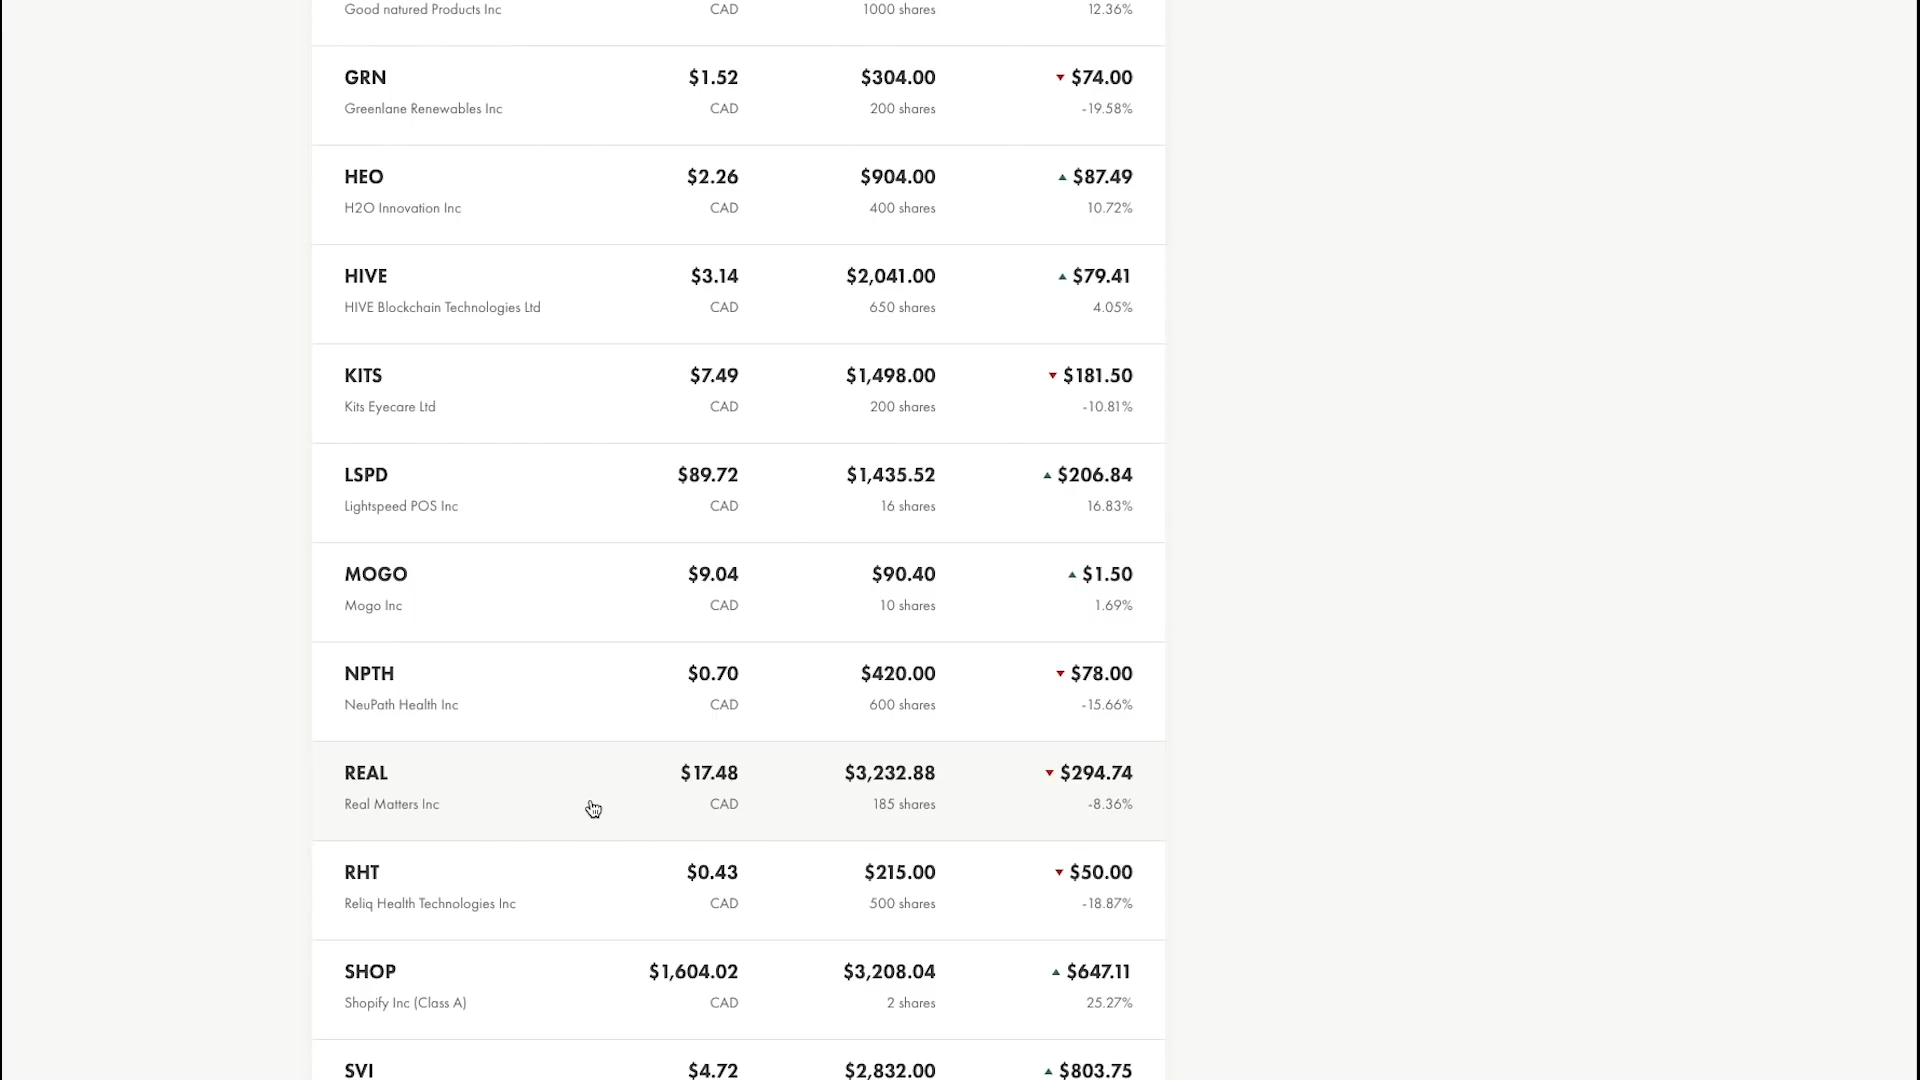 Good natured Products Inc CAD 1000 shares 12.36%
GRN $1.52 $304.00 $74.00
Greenlane Renewables Inc CAD 200 shares -19.58%
HEO $2.26 $904.00 $87.49
H2O Innovation Inc CAD 400 shares 10.72%
HIVE $3.14 $2,041.00 $79.41
HIVE Blockchain Technologies Ltd CAD 650 shares 4.05%
KITS $7.49 $1,498.00 $181.50
Kits Eyecare Ltd CAD 200 shares -10.81%
LSPD $89.72 $1,435.52 $206.84
Lightspeed POS Inc CAD 16 shares 16.83%
MOGO $9.04 $90.40 $1.50
Mogo Inc CAD 10 shares 1.69%
NPTH $0.70 $420.00 $78.00
NeuPath Health Inc CAD 600 shares -15.66%
REAL $17.48 $3,232.88 $294.74
Real Matters Inc CAD 185 shares -8.36%
RHT $0.43 $215.00 $50.00
Reliq Health Technologies Inc CAD 500 shares -18.87%
SHOP $1,604.02 $3,208.04 $647.11
Shopify Inc (Class A) CAD 2 shares 25.27%
SVI $4.72 $2,832.00 $803.75